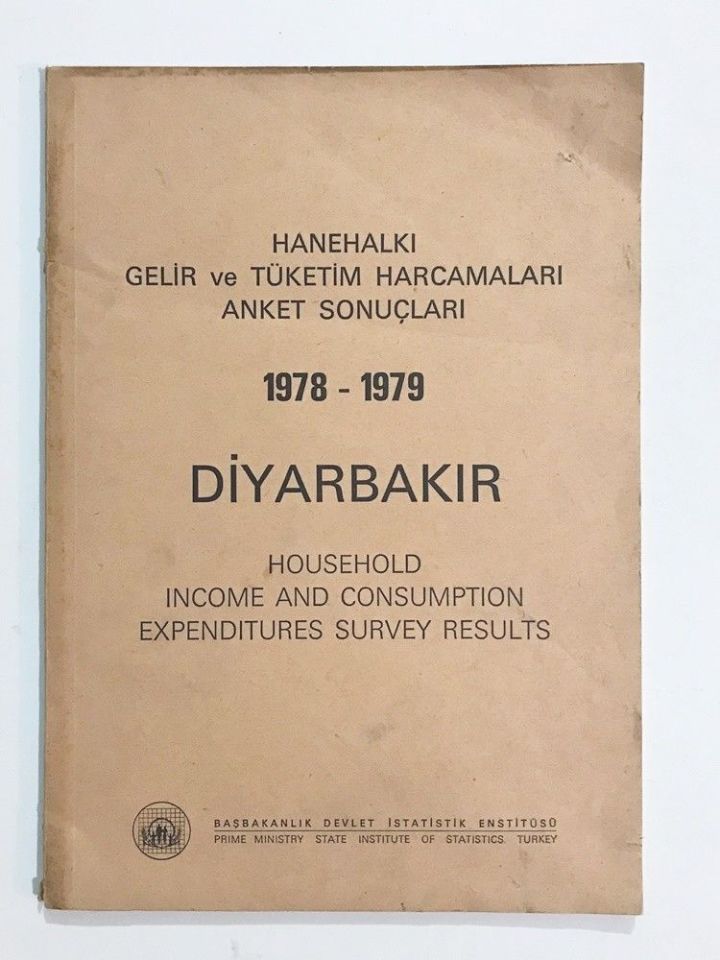 HANEHALKI
GELİR ve TÜKETİM HARCAMALARI
ANKET SONUÇLARI
1978 - 1979
DİYARBAKIR
HOUSEHOLD
INCOME AND CONSUMPTION
EXPENDITURES SURVEY RESULTS
BAŞBAKANLIK DEVLET İSTATİSTİK ENSTİTÜSÜ
PRIME MINISTRY STATE INSTITUTE OF STATISTICS TURKEY